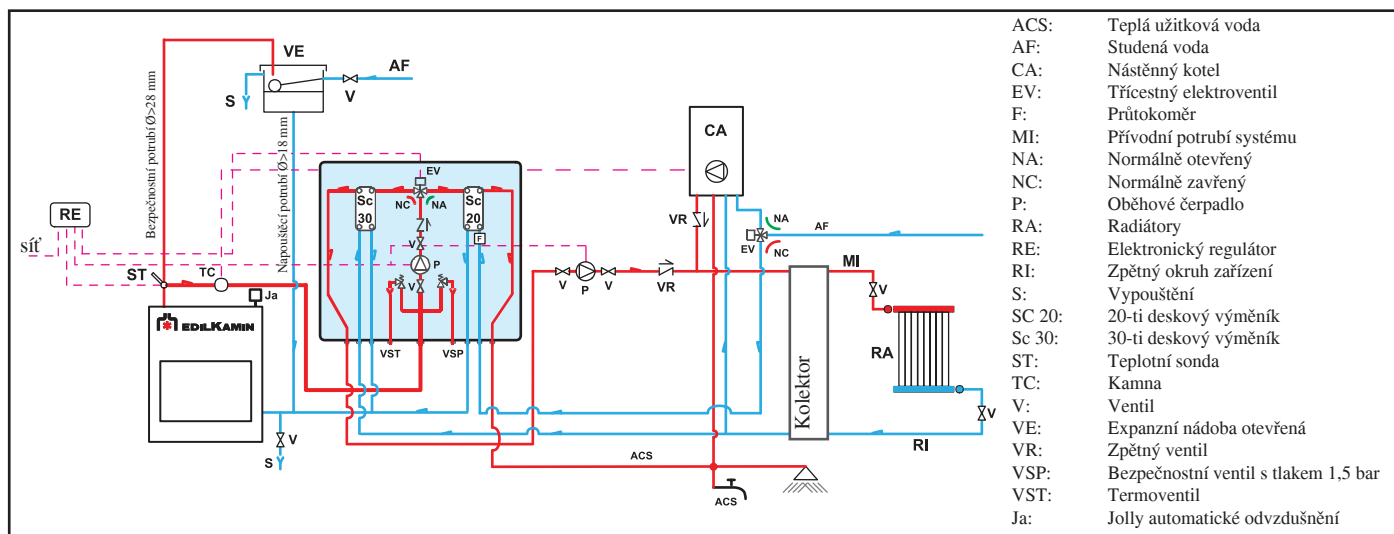 VE
AF
S
V
Bezpečnostní potrubí Ø>28 mm
Napouštěcí potrubí Ø>18 mm
RE
síť
ST
TC
Ja
EDILKAMIN
V
S
EV
Sc
30
NC
NA
Sc
20
F
V
P
V
VST
VSP
CA
VR
NA
EV
NC
AF
V
P
V
VR
MI
V
Kolektor
RA
V
RI
ACS
ACS
ACS: Teplá užitková voda
AF: Studená voda
CA: Nástěnný kotel
EV: Třícestný elektroventil
F: Průtokoměr
MI: Přívodní potrubí systému
NA: Normálně otevřený
NC: Normálně zavřený
P: Oběhové čerpadlo
RA: Radiátory
RE: Elektronický regulátor
RI: Zpětný okruh zařízení
S: Vypouštění
SC 20: 20-ti deskový výměník
Sc 30: 30-ti deskový výměník
ST: Teplotní sonda
TC: Kamna
V: Ventil
VE: Expanzní nádoba otevřená
VR: Zpětný ventil
VSP: Bezpečnostní ventil s tlakem 1,5 bar
VST: Termoventil
Ja: Jolly automatické odvzdušnění